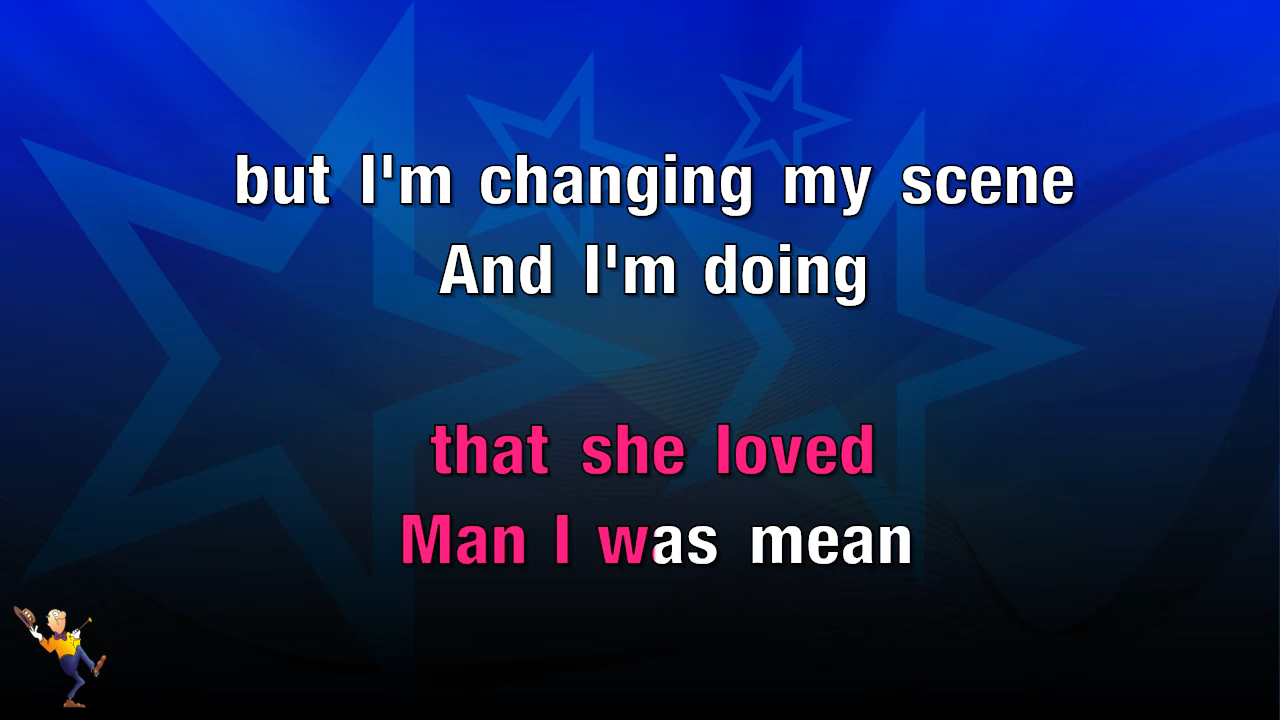 but I'm changing my scene
And I'm doing
that she loved
Man I was mean